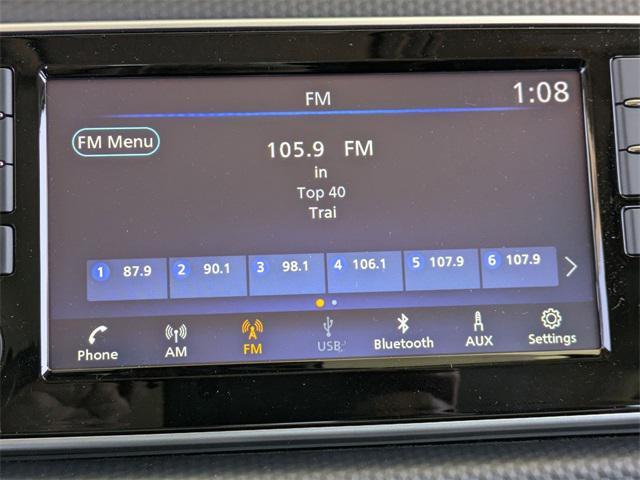 FM 1:08
FM Menu
105.9 FM
in
Top 40
Trai
1 87.9 2 90.1 3 98.1 4 106.1 5 107.9 6 107.9
Phone AM FM USB Bluetooth AUX Settings